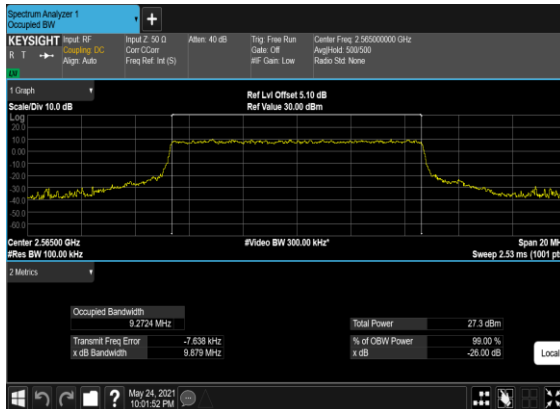 Spectrum Analyzer 1
Occupied BW
+
KEYSIGHT Input: RF Input Z: 50 Ω Atten: 40 dB Trig: Free Run Center Freq: 2.565000000 GHz
R T Coupling: DC Corr CCorr Gate: Off Avg|Hold: 500/500
Align: Auto Freq Ref: Int (S) #IF Gain: Low Radio Std: None
1 Graph
Scale/Div 10.0 dB
Ref Lvl Offset 5.10 dB
Ref Value 30.00 dBm
Log
20.0
10.0
0.00
-10.0
-20.0
-30.0
-40.0
-50.0
-60.0
Center 2.56500 GHz #Video BW 300.00 kHz* Span 20 MH
#Res BW 100.00 kHz Sweep 2.53 ms (1001 pt
2 Metrics
Occupied Bandwidth
9.2724 MHz
Total Power 27.3 dBm
Transmit Freq Error -7.638 kHz % of OBW Power 99.00 %
x dB Bandwidth 9.879 MHz x dB -26.00 dB
Local
?
May 24, 2021
10:01:52 PM